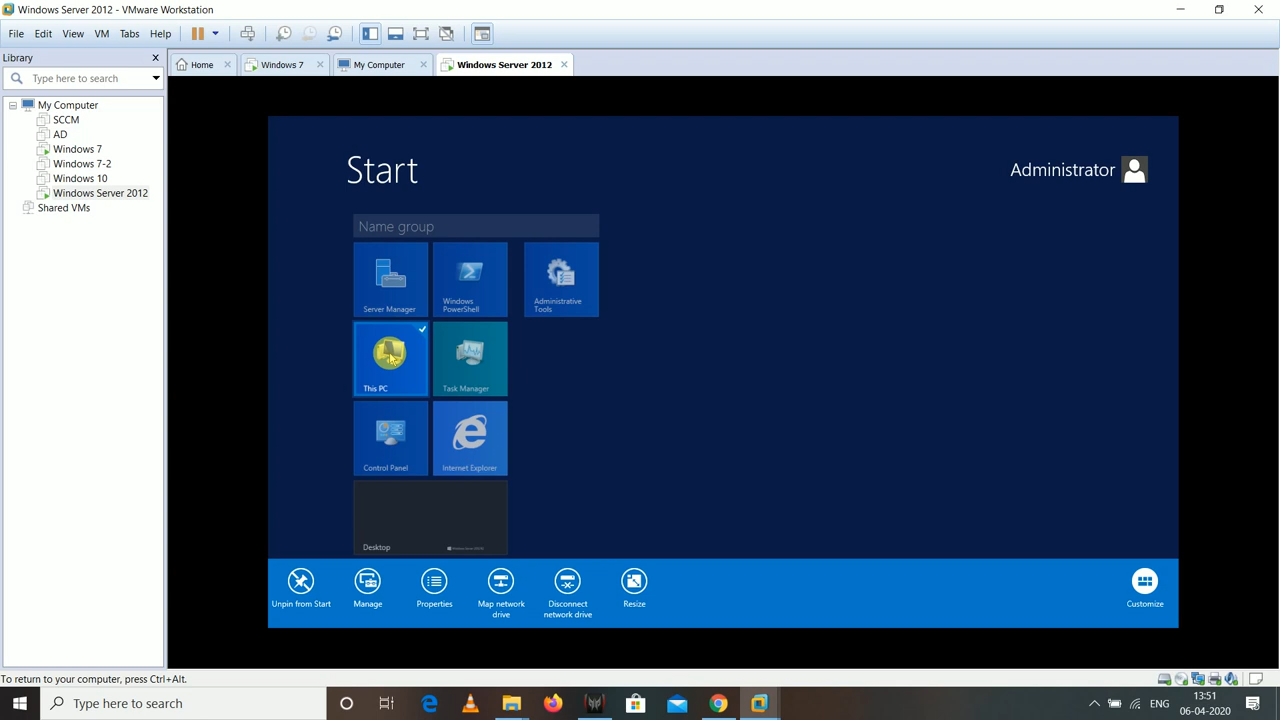 Windows Server 2012 - VMware Workstation
File Edit View VM Tabs Help
Library
Type here to search
Home
Windows 7
My Computer
Windows Server 2012
My Computer
SCCM
AD
Windows 7
Windows 7-2
Windows 10
Windows Server 2012
Shared VMs
Start
Administrator
Name group
Server Manager
Windows
PowerShell
Administrative
Tools
This PC
Task Manager
Control Panel
Internet Explorer
Desktop
Unpin from Start
Manage
Properties
Map network
drive
Disconnect
network drive
Resize
Customize
To return to your computer, press Ctrl+Alt.
Type here to search
ENG
13:51
06-04-2020